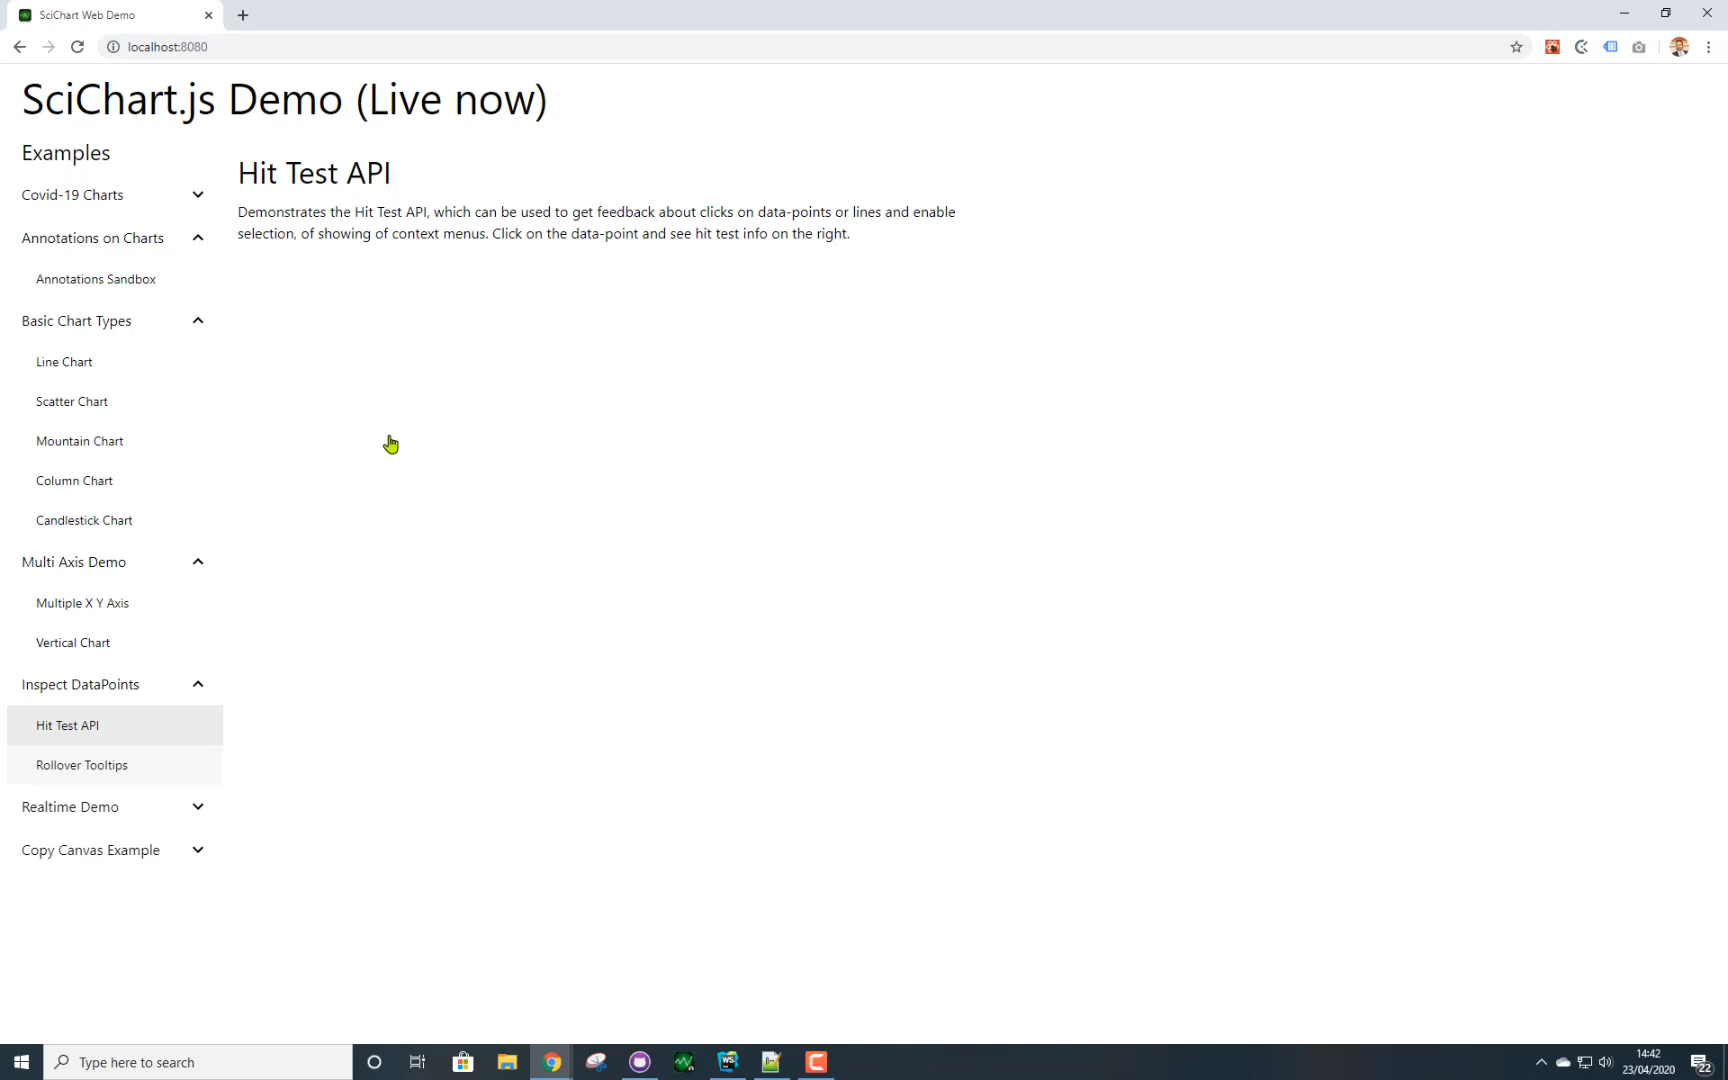 SciChart Web Demo
localhost:8080
SciChart.js Demo (Live now)
Examples
Covid-19 Charts
Annotations on Charts
Annotations Sandbox
Basic Chart Types
Line Chart
Scatter Chart
Mountain Chart
Column Chart
Candlestick Chart
Multi Axis Demo
Multiple X Y Axis
Vertical Chart
Inspect DataPoints
Hit Test API
Rollover Tooltips
Realtime Demo
Copy Canvas Example
Hit Test API
Demonstrates the Hit Test API, which can be used to get feedback about clicks on data-points or lines and enable
selection, of showing of context menus. Click on the data-point and see hit test info on the right.
Type here to search
WS
14:42
23/04/2020
22